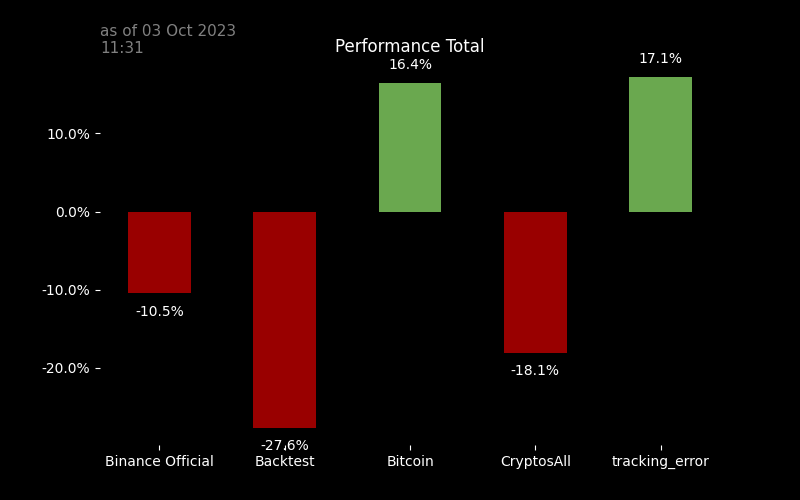 as of 03 Oct 2023
11:31
Performance Total
16.4%
17.1%
10.0%
0.0%
-10.0%
-10.5%
-20.0%
-18.1%
-27.6%
Binance Official
Backtest
Bitcoin
CryptosAll
tracking_error